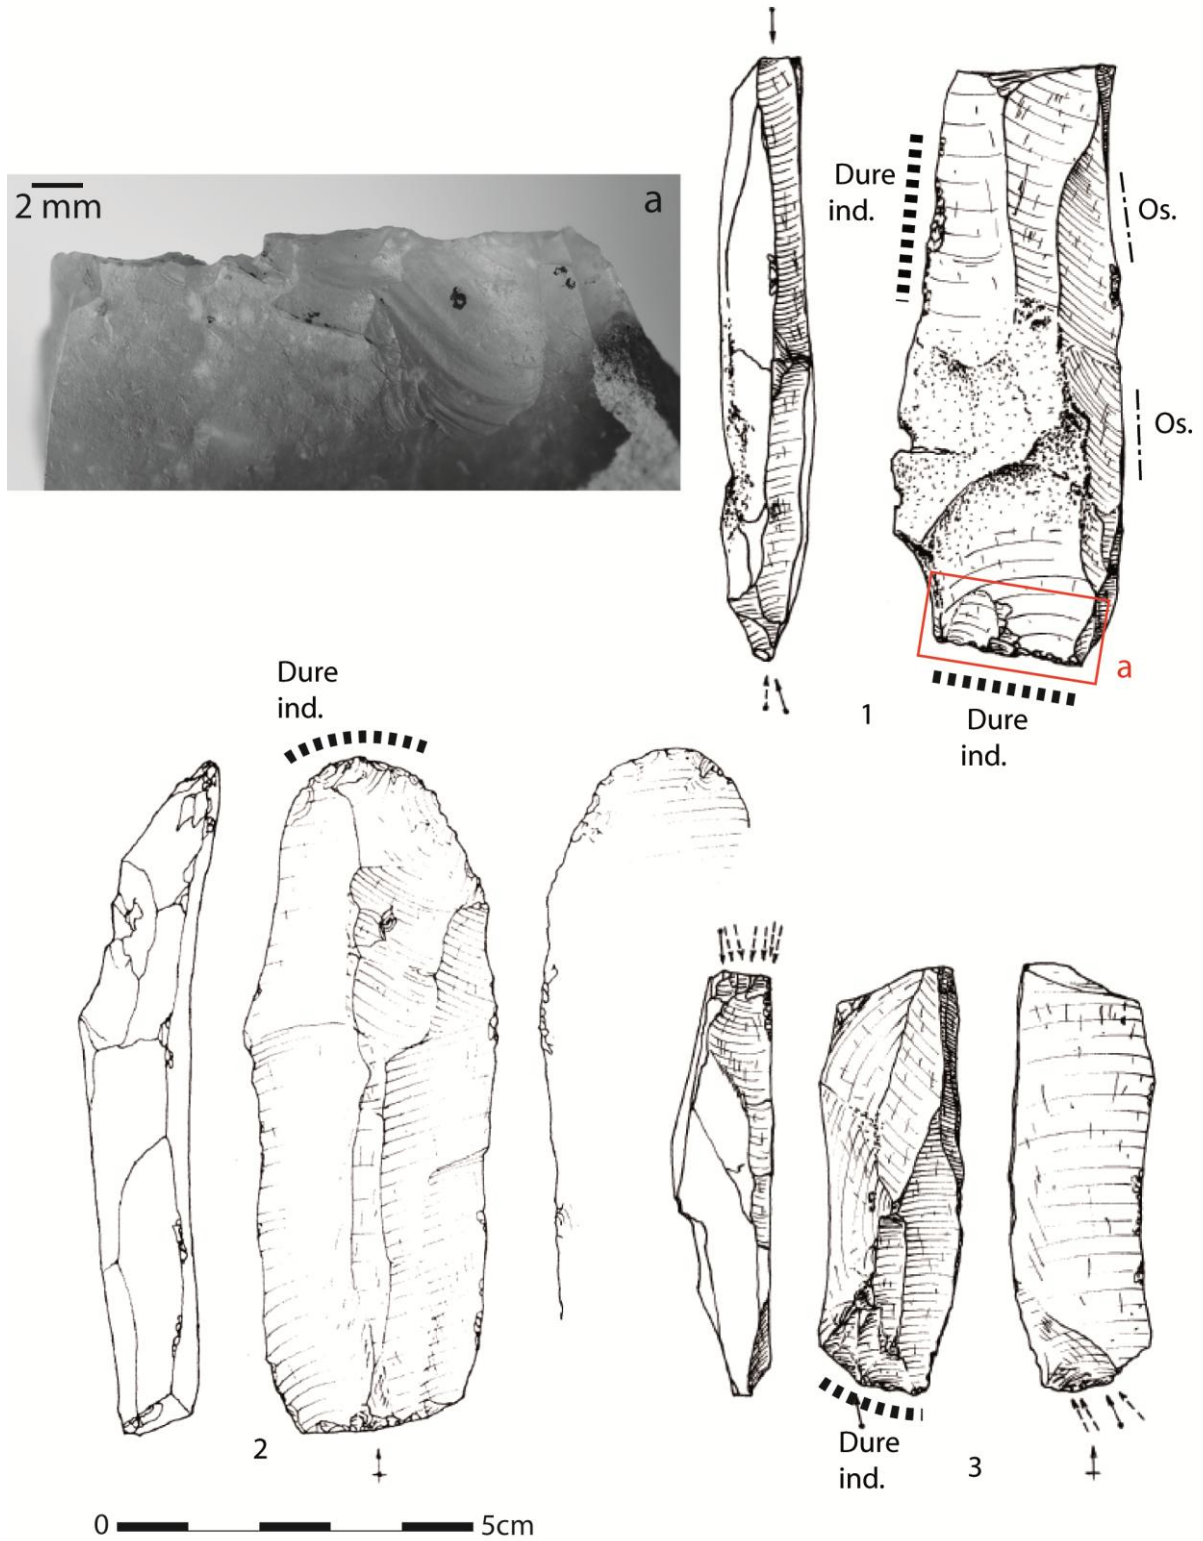 2 mm
a
Dure
ind.
Os.
Os.
a
Dure
ind.
1
Dure
ind.
2
Dure
ind.
3
0
5cm